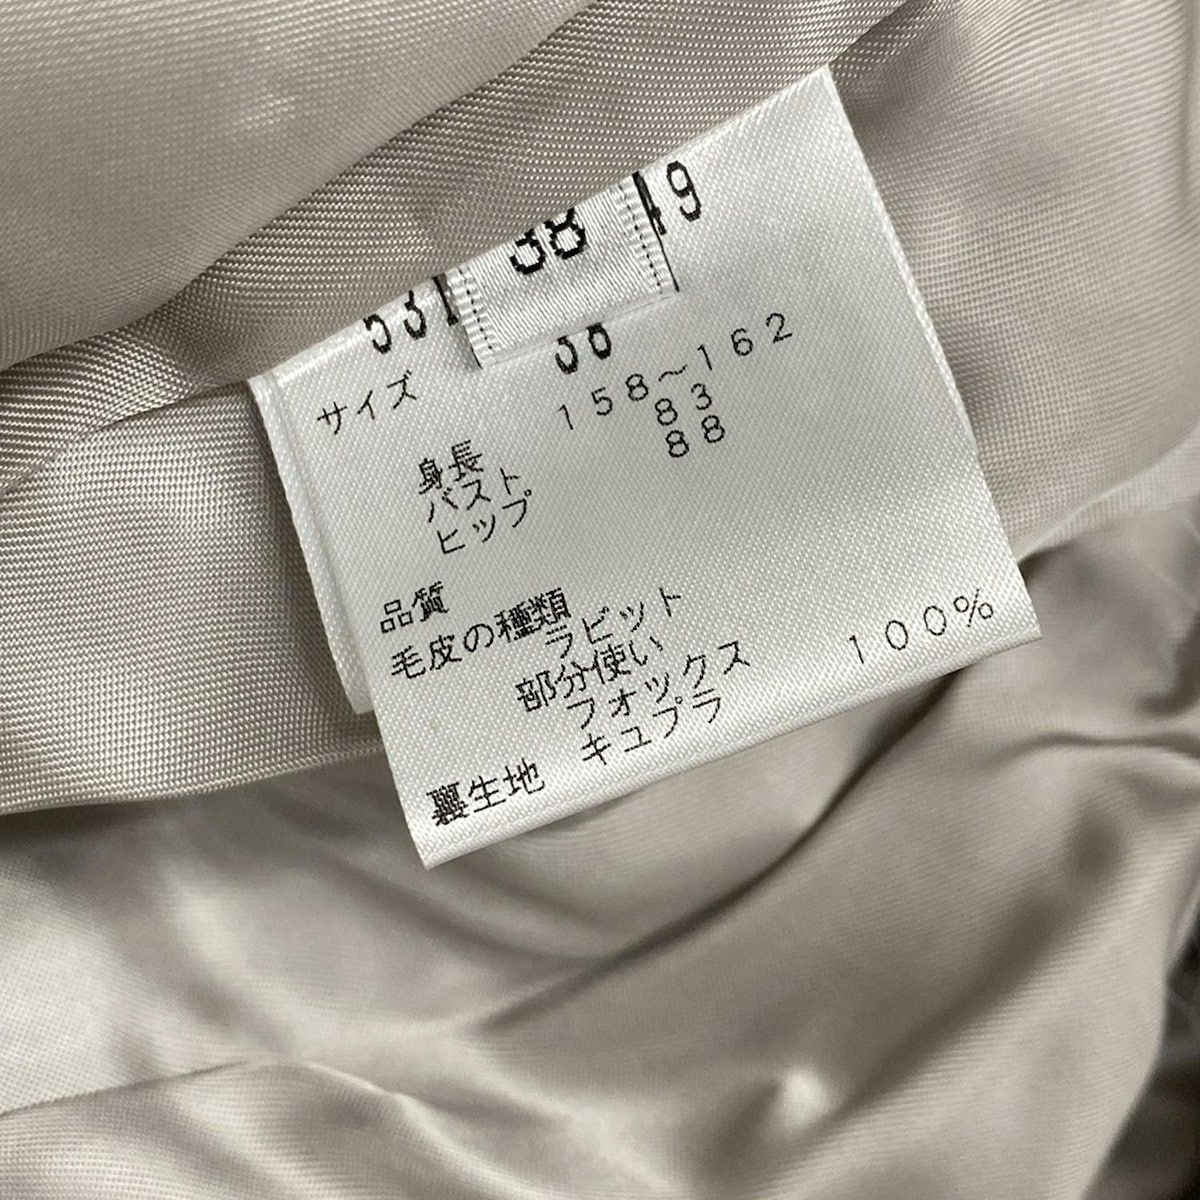 38
サイズ 38
身長 158～162
バスト 83
ヒップ 88
品質
毛皮の種類
ラビット
部分使い
フォックス
裏生地 キュプラ 100%